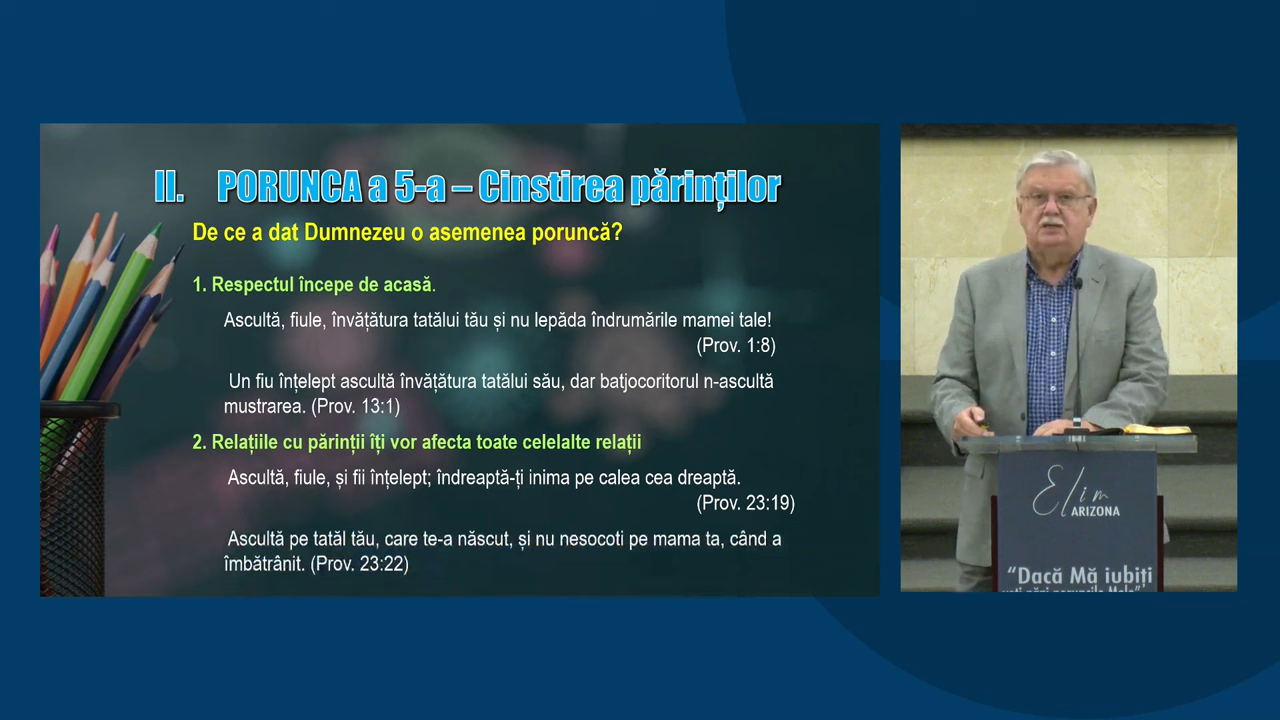 II. PORUNCA a 5-a – Cinstirea părinților
De ce a dat Dumnezeu o asemenea poruncă?
1. Respectul începe de acasă.
Ascultă, fiule, învățătura tatălui tău și nu lepăda îndrumările mamei tale!
(Prov. 1:8)
Un fiu înțelept ascultă învățătura tatălui său, dar batjocoritorul n-ascultă
mustrarea. (Prov. 13:1)
2. Relațiile cu părinții îți vor afecta toate celelalte relații
Ascultă, fiule, și fii înțelept; îndreaptă-ți inima pe calea cea dreaptă.
(Prov. 23:19)
Ascultă pe tatăl tău, care te-a născut, și nu nesocoti pe mama ta, când a
îmbătrânit. (Prov. 23:22)
Elim
ARIZONA
“Dacă Mă iubiți